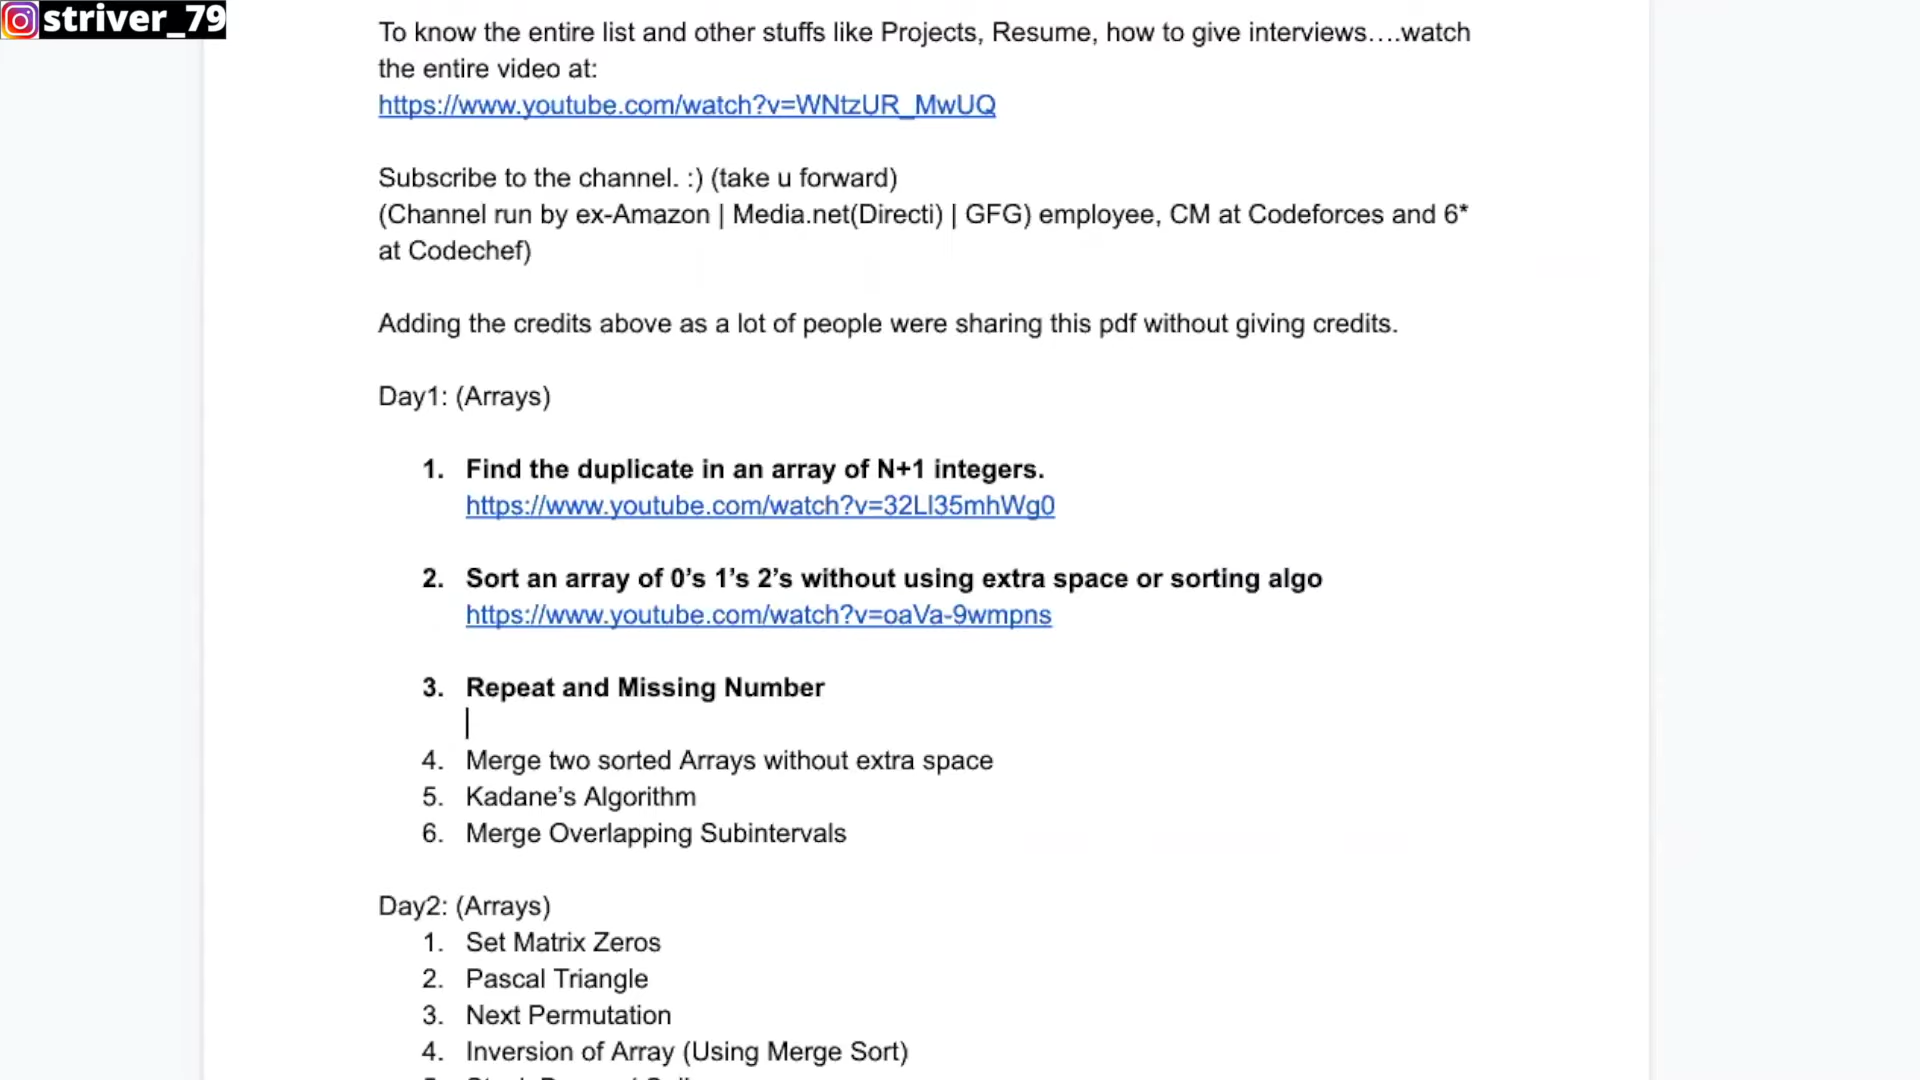 striver_79
To know the entire list and other stuffs like Projects, Resume, how to give interviews….watch
the entire video at:
https://www.youtube.com/watch?v=WNtzUR_MwUQ
Subscribe to the channel. :) (take u forward)
(Channel run by ex-Amazon | Media.net(Directi) | GFG) employee, CM at Codeforces and 6*
at Codechef)
Adding the credits above as a lot of people were sharing this pdf without giving credits.
Day1: (Arrays)
1. Find the duplicate in an array of N+1 integers.
https://www.youtube.com/watch?v=32Ll35mhWg0
2. Sort an array of 0’s 1’s 2’s without using extra space or sorting algo
https://www.youtube.com/watch?v=oaVa-9wmpns
3. Repeat and Missing Number
4. Merge two sorted Arrays without extra space
5. Kadane’s Algorithm
6. Merge Overlapping Subintervals
Day2: (Arrays)
1. Set Matrix Zeros
2. Pascal Triangle
3. Next Permutation
4. Inversion of Array (Using Merge Sort)